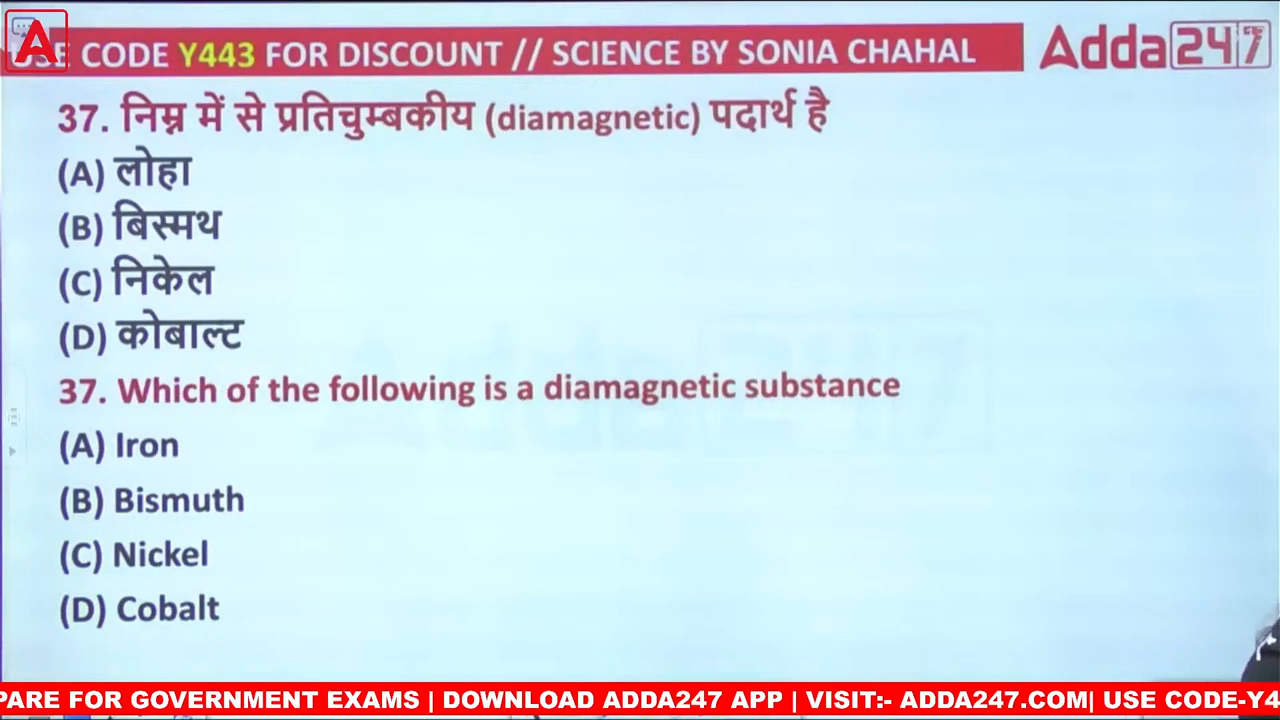 A
USE CODE Y443 FOR DISCOUNT // SCIENCE BY SONIA CHAHAL
Adda247
37. निम्न में से प्रतिचुम्बकीय (diamagnetic) पदार्थ है
(A) लोहा
(B) बिस्मथ
(C) निकेल
(D) कोबाल्ट
37. Which of the following is a diamagnetic substance
(A) Iron
(B) Bismuth
(C) Nickel
(D) Cobalt
PARE FOR GOVERNMENT EXAMS | DOWNLOAD ADDA247 APP | VISIT:- ADDA247.COM| USE CODE-Y4